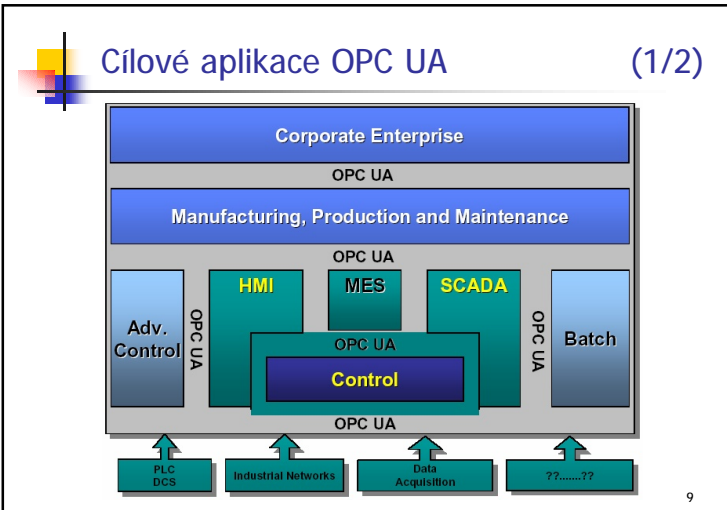 Cílové aplikace OPC UA (1/2)
Corporate Enterprise
OPC UA
Manufacturing, Production and Maintenance
OPC UA
HMI
MES
SCADA
Adv.
Control
OPC UA
OPC UA
Control
OPC UA
Batch
OPC UA
PLC
DCS
Industrial Networks
Data
Acquisition
??.......??
9